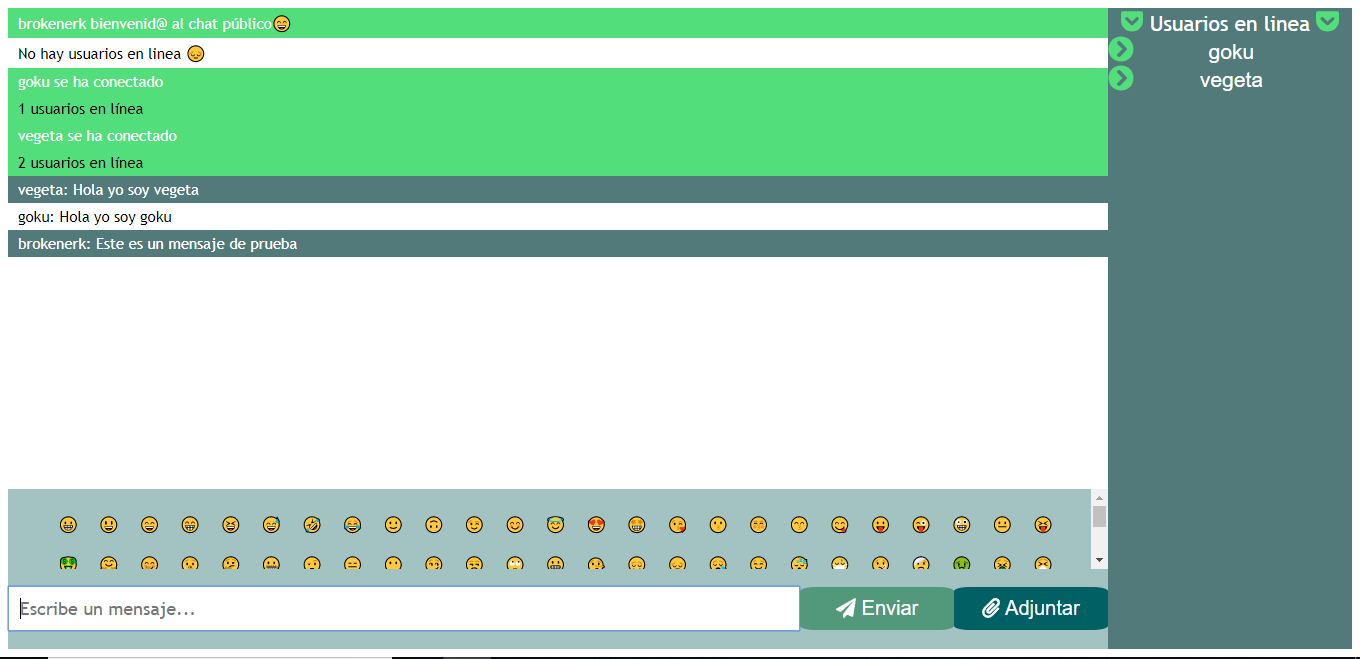 brokenerk bienvenid@ al chat público😄
No hay usuarios en linea 😔
goku se ha conectado
1 usuarios en línea
vegeta se ha conectado
2 usuarios en línea
vegeta: Hola yo soy vegeta
goku: Hola yo soy goku
brokenerk: Este es un mensaje de prueba
Escribe un mensaje...
Enviar
Adjuntar
Usuarios en linea
goku
vegeta